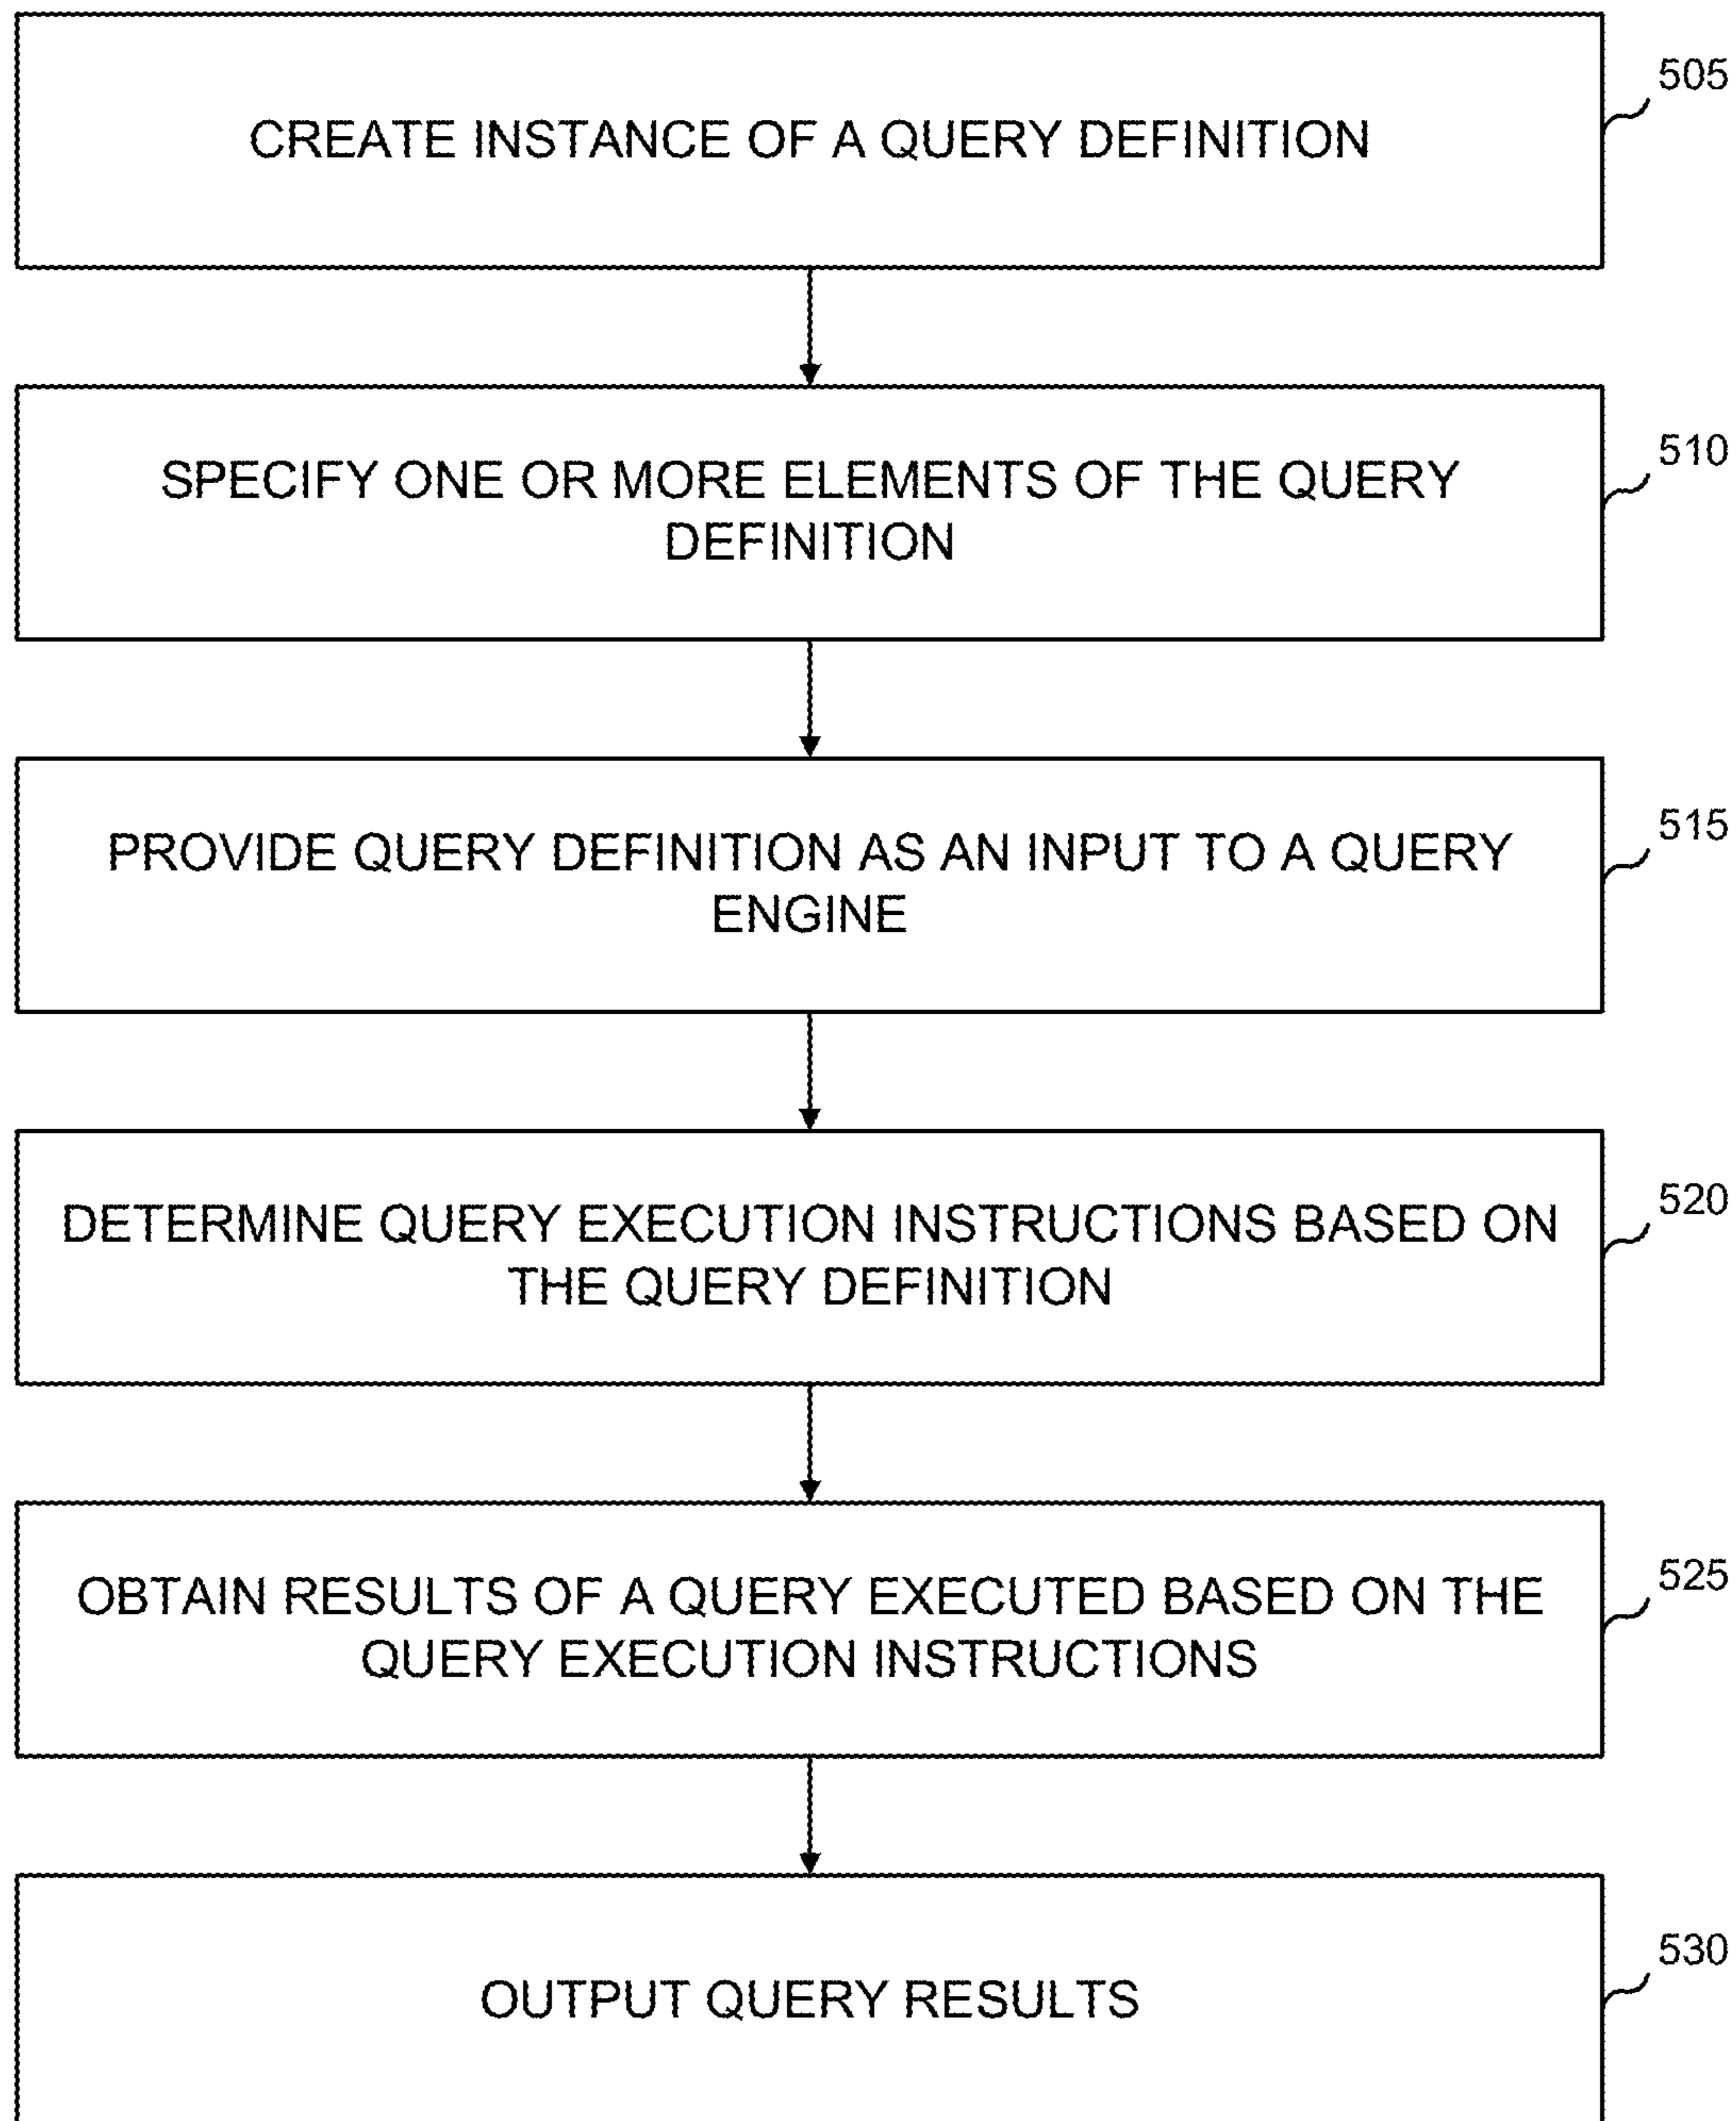 505
CREATE INSTANCE OF A QUERY DEFINITION
510
SPECIFY ONE OR MORE ELEMENTS OF THE QUERY
DEFINITION
515
PROVIDE QUERY DEFINITION AS AN INPUT TO A QUERY
ENGINE
520
DETERMINE QUERY EXECUTION INSTRUCTIONS BASED ON
THE QUERY DEFINITION
525
OBTAIN RESULTS OF A QUERY EXECUTED BASED ON THE
QUERY EXECUTION INSTRUCTIONS
530
OUTPUT QUERY RESULTS